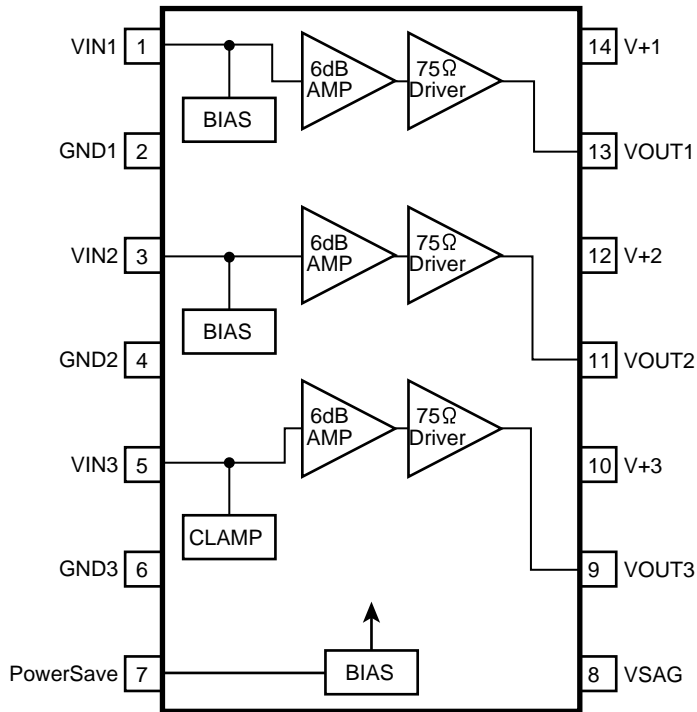 VIN1 1
6dB
AMP
75Ω
Driver
14 V+1
BIAS
GND1 2
13 VOUT1
VIN2 3
6dB
AMP
75Ω
Driver
12 V+2
BIAS
GND2 4
11 VOUT2
6dB
AMP
75Ω
Driver
VIN3 5
10 V+3
CLAMP
GND3 6
9 VOUT3
PowerSave 7
BIAS
8 VSAG